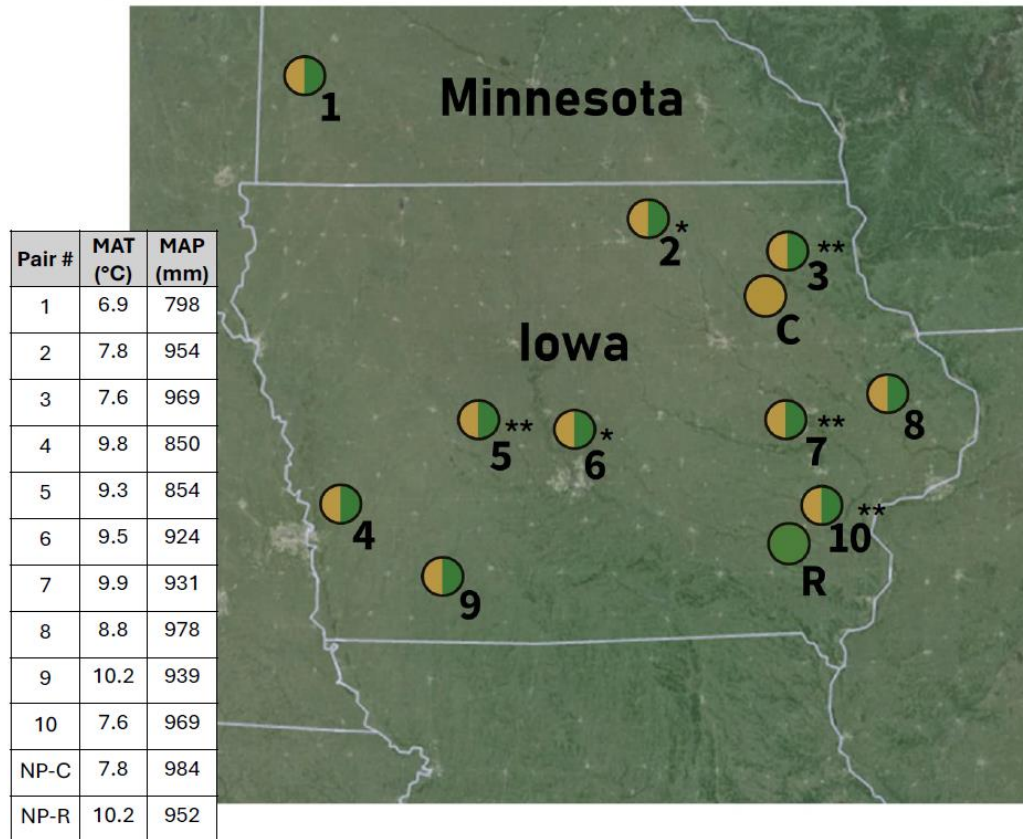 Minnesota
1
2 *
3 **
C
Iowa
8
5 **
6 *
7 **
4
10 **
R
9
Pair # MAT (°C) MAP (mm)
1 6.9 798
2 7.8 954
3 7.6 969
4 9.8 850
5 9.3 854
6 9.5 924
7 9.9 931
8 8.8 978
9 10.2 939
10 7.6 969
NP-C 7.8 984
NP-R 10.2 952